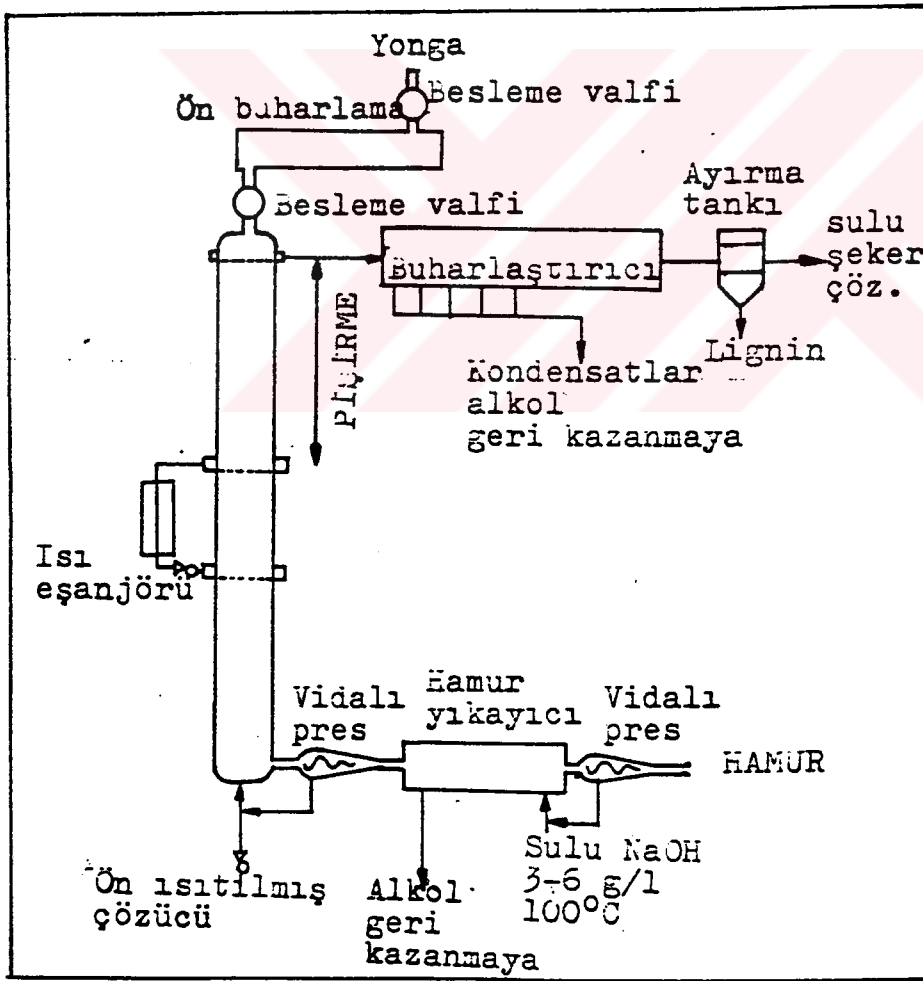 Yonga
Besleme valfi
Ön buharlama
Besleme valfi
Ayırma
tankı
sulu
şeker
çöz.
Buharlaştırıcı
PİŞİRME
Lignin
Kondensatlar
alkol
geri kazanmaya
Isı
eşanjörü
Vidalı
pres
Hamur
yıkayıcı
Vidalı
pres
HAMUR
Ön ısıtılmış
çözücü
Alkol
geri
kazanmaya
Sulu NaOH
3-6 g/l
100°C